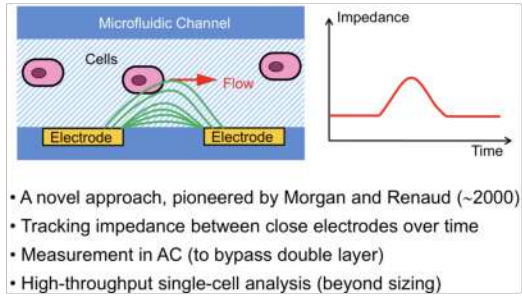 Microfluidic Channel
Cells
Flow
Electrode
Electrode
Impedance
Time
• A novel approach, pioneered by Morgan and Renaud (~2000)
• Tracking impedance between close electrodes over time
• Measurement in AC (to bypass double layer)
• High-throughput single-cell analysis (beyond sizing)